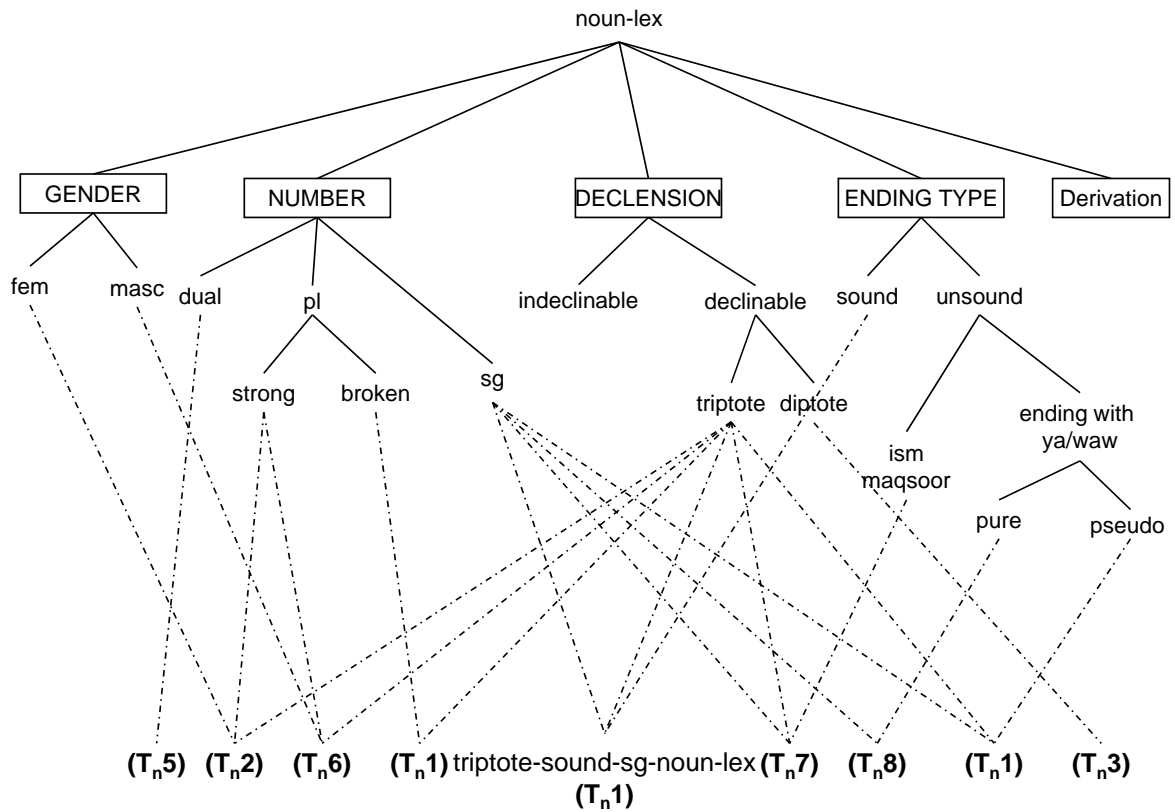 noun-lex
GENDER NUMBER DECLENSION ENDING TYPE Derivation
fem masc dual pl indeclinable declinable sound unsound
strong broken sg triptote diptote
ism
maqsoor
ending with
ya/waw
pure pseudo
(Tn5) (Tn2) (Tn6) (Tn1) triptote-sound-sg-noun-lex (Tn7) (Tn8) (Tn1) (Tn3)
(Tn1)